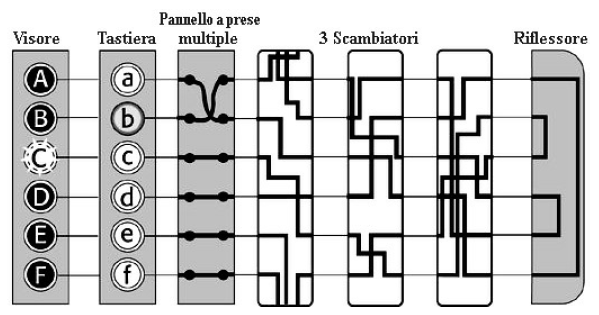 Pannello a prese
Visore Tastiera multiple 3 Scambiatori Riflessore
A a
B b
C c
D d
E e
F f